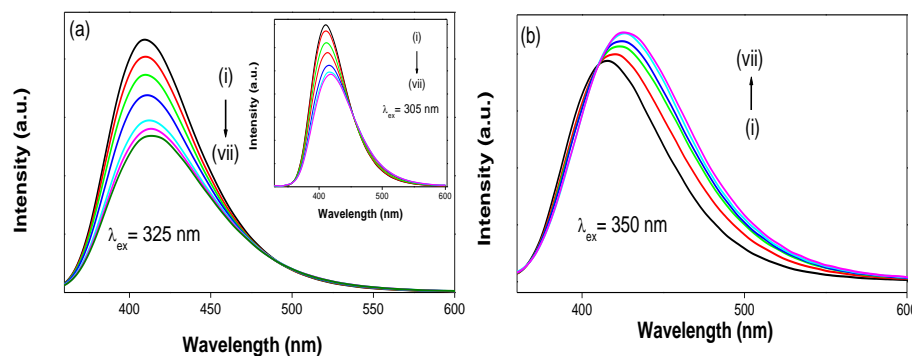 (a)
Intensity (a.u.)
(i)
(vii)
λex= 325 nm
400 450 500 550 600
Wavelength (nm)
Intensity (a.u.)
(i)
(vii)
λex= 305 nm
400 500 600
Wavelength (nm)
(b)
Intensity (a.u.)
(vii)
(i)
λex= 350 nm
400 500 600
Wavelength (nm)